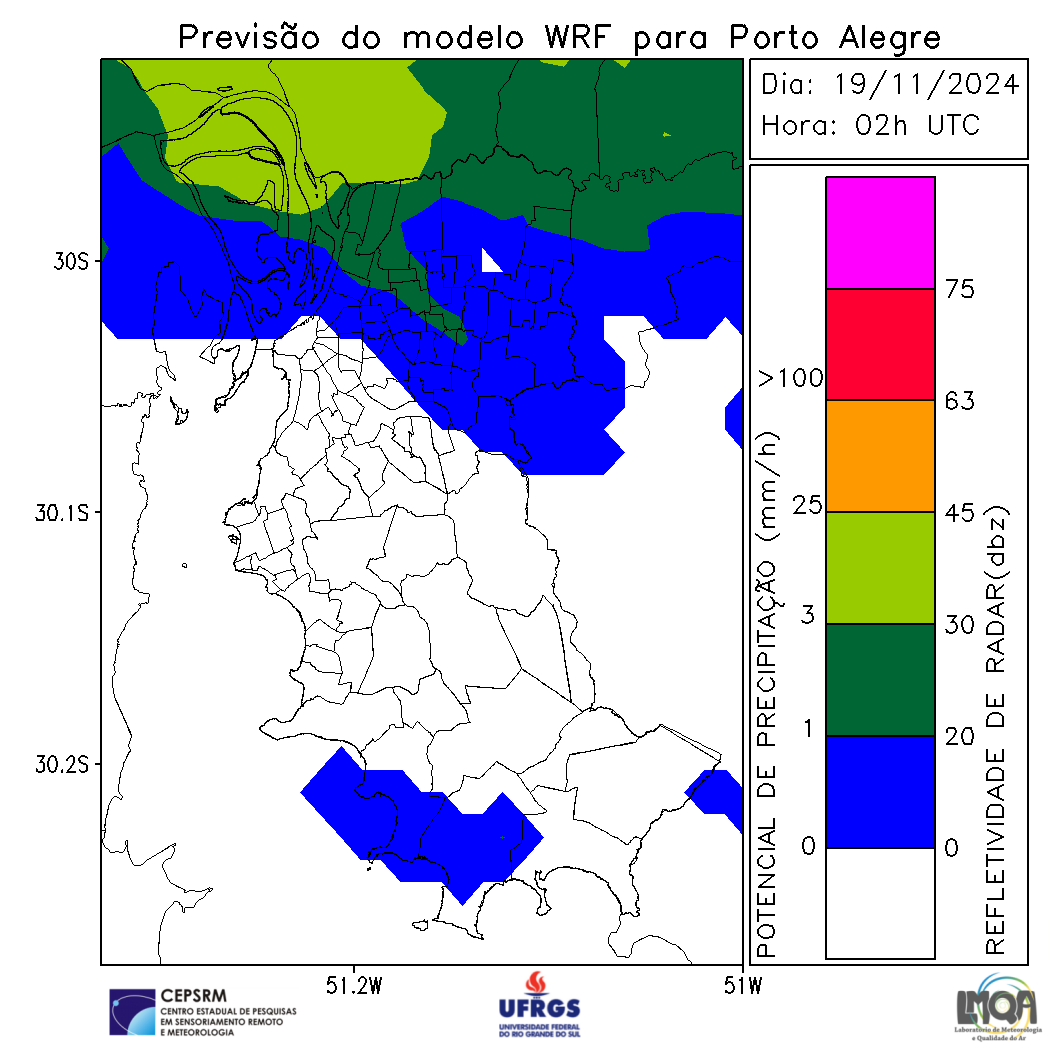 Previsão do modelo WRF para Porto Alegre
Dia: 19/11/2024
Hora: 02h UTC
30S
30.1S
30.2S
51.2W
51W
POTENCIAL DE PRECIPITAÇÃO (mm/h)
>100
25
3
1
0
75
63
45
30
20
0
REFLETIVIDADE DE RADAR(dbz)
CEPSRM
CENTRO ESTADUAL DE PESQUISAS
EM SENSORIAMENTO REMOTO
E METEOROLOGIA
UFRGS
UNIVERSIDADE FEDERAL
DO RIO GRANDE DO SUL
LMQA
Laboratório de Meteorologia
e Qualidade do Ar